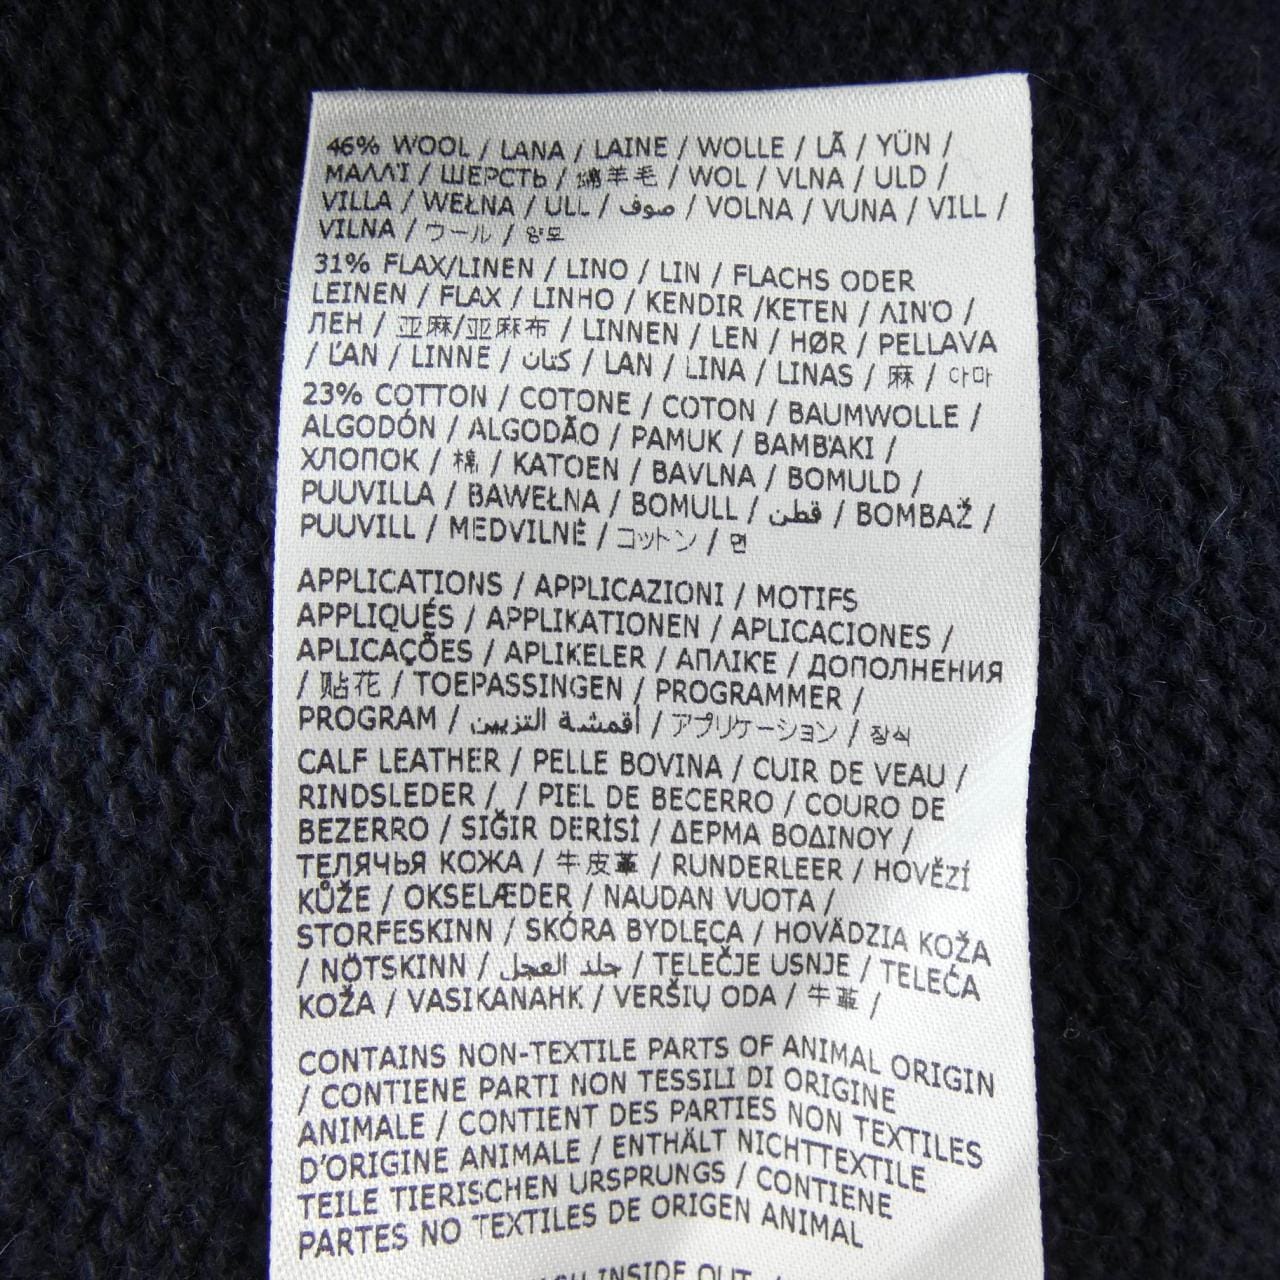 46% WOOL / LANA / LAINE / WOLLE / LÃ / YÜN /
ΜΑΛΛΊ / ШЕРСТЬ / 绵羊毛 / WOL / VLNA / ULD /
VILLA / WEŁNA / ULL / صوف / VOLNA / VUNA / VILL /
VILNA / ウール / 양모
31% FLAX/LINEN / LINO / LIN / FLACHS ODER
LEINEN / FLAX / LINHO / KENDIR /KETEN / ΛΙΝΌ /
ЛЕН / 亚麻/亚麻布 / LINNEN / LEN / HØR / PELLAVA
/ ĽAN / LINNE / كتان / LAN / LINA / LINAS / 麻 / 아마
23% COTTON / COTONE / COTON / BAUMWOLLE /
ALGODÓN / ALGODÃO / PAMUK / ΒΑΜΒΆΚΙ /
ХЛОПОК / 棉 / KATOEN / BAVLNA / BOMULD /
PUUVILLA / BAWEŁNA / BOMULL / قطن / BOMBAŽ /
PUUVILL / MEDVILNĖ / コットン / 면
APPLICATIONS / APPLICAZIONI / MOTIFS
APPLIQUÉS / APPLIKATIONEN / APLICACIONES /
APLICAÇÕES / APLIKELER / ΑΠΛΙΚΈ / ДОПОЛНЕНИЯ
/ 贴花 / TOEPASSINGEN / PROGRAMMER /
PROGRAM / أقمشة التزيين / アプリケーション / 장식
CALF LEATHER / PELLE BOVINA / CUIR DE VEAU /
RINDSLEDER / / PIEL DE BECERRO / COURO DE
BEZERRO / SIĞIR DERİSİ / ΔΕΡΜΑ ΒΟΔΙΝΟΥ /
ТЕЛЯЧЬЯ КОЖА / 牛皮革 / RUNDERLEER / HOVĚZÍ
KŮŽE / OKSELÆDER / NAUDAN VUOTA /
STORFESKINN / SKÓRA BYDLĘCA / HOVÄDZIA KOŽA
/ NÖTSKINN / جلد العجل / TELEČJE USNJE / TELEĆA
KOŽA / VASIKANAHK / VERŠIŲ ODA / 牛革 /
CONTAINS NON-TEXTILE PARTS OF ANIMAL ORIGIN
/ CONTIENE PARTI NON TESSILI DI ORIGINE
ANIMALE / CONTIENT DES PARTIES NON TEXTILES
D'ORIGINE ANIMALE / ENTHÄLT NICHTTEXTILE
TEILE TIERISCHEN URSPRUNGS / CONTIENE
PARTES NO TEXTILES DE ORIGEN ANIMAL
INSIDE OUT